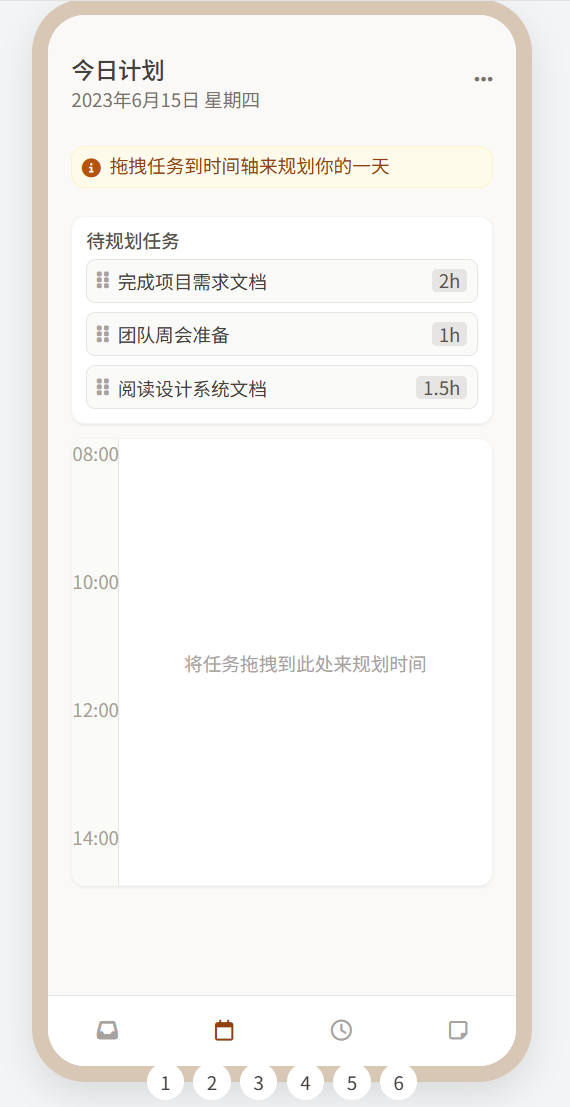 今日计划
2023年6月15日 星期四
拖拽任务到时间轴来规划你的一天
待规划任务
完成项目需求文档 2h
团队周会准备 1h
阅读设计系统文档 1.5h
08:00
10:00
将任务拖拽到此处来规划时间
12:00
14:00
1 2 3 4 5 6